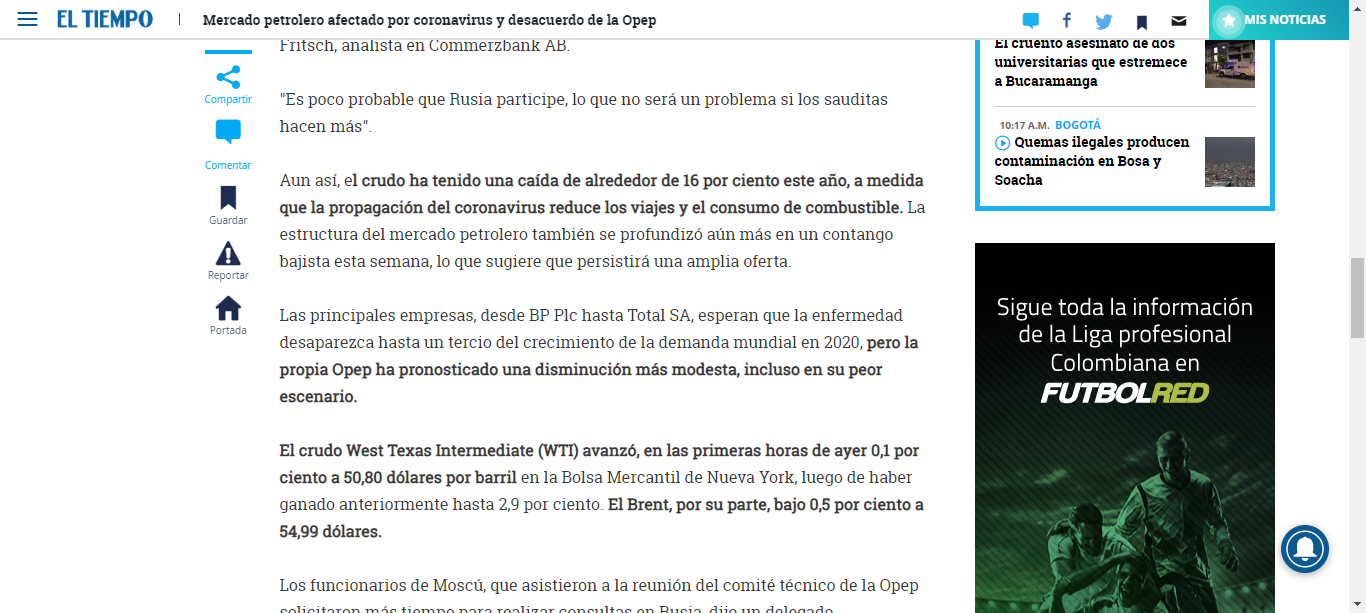 EL TIEMPO
Mercado petrolero afectado por coronavirus y desacuerdo de la Opep
MIS NOTICIAS
Compartir
Comentar
Guardar
Reportar
Portada
Fritsch, analista en Commerzbank AB.
"Es poco probable que Rusia participe, lo que no será un problema si los sauditas
hacen más".
Aun así, el crudo ha tenido una caída de alrededor de 16 por ciento este año, a medida
que la propagación del coronavirus reduce los viajes y el consumo de combustible. La
estructura del mercado petrolero también se profundizó aún más en un contango
bajista esta semana, lo que sugiere que persistirá una amplia oferta.
Las principales empresas, desde BP Plc hasta Total SA, esperan que la enfermedad
desaparezca hasta un tercio del crecimiento de la demanda mundial en 2020, pero la
propia Opep ha pronosticado una disminución más modesta, incluso en su peor
escenario.
El crudo West Texas Intermediate (WTI) avanzó, en las primeras horas de ayer 0,1 por
ciento a 50,80 dólares por barril en la Bolsa Mercantil de Nueva York, luego de haber
ganado anteriormente hasta 2,9 por ciento. El Brent, por su parte, bajo 0,5 por ciento a
54,99 dólares.
Los funcionarios de Moscú, que asistieron a la reunión del comité técnico de la Opep
solicitaron más tiempo para realizar consultas en Rusia, dijo un delegado.
El cruento asesinato de dos
universitarias que estremece
a Bucaramanga
10:17 A.M. BOGOTÁ
Quemas ilegales producen
contaminación en Bosa y
Soacha
Sigue toda la información
de la Liga profesional
Colombiana en
FUTBOLRED